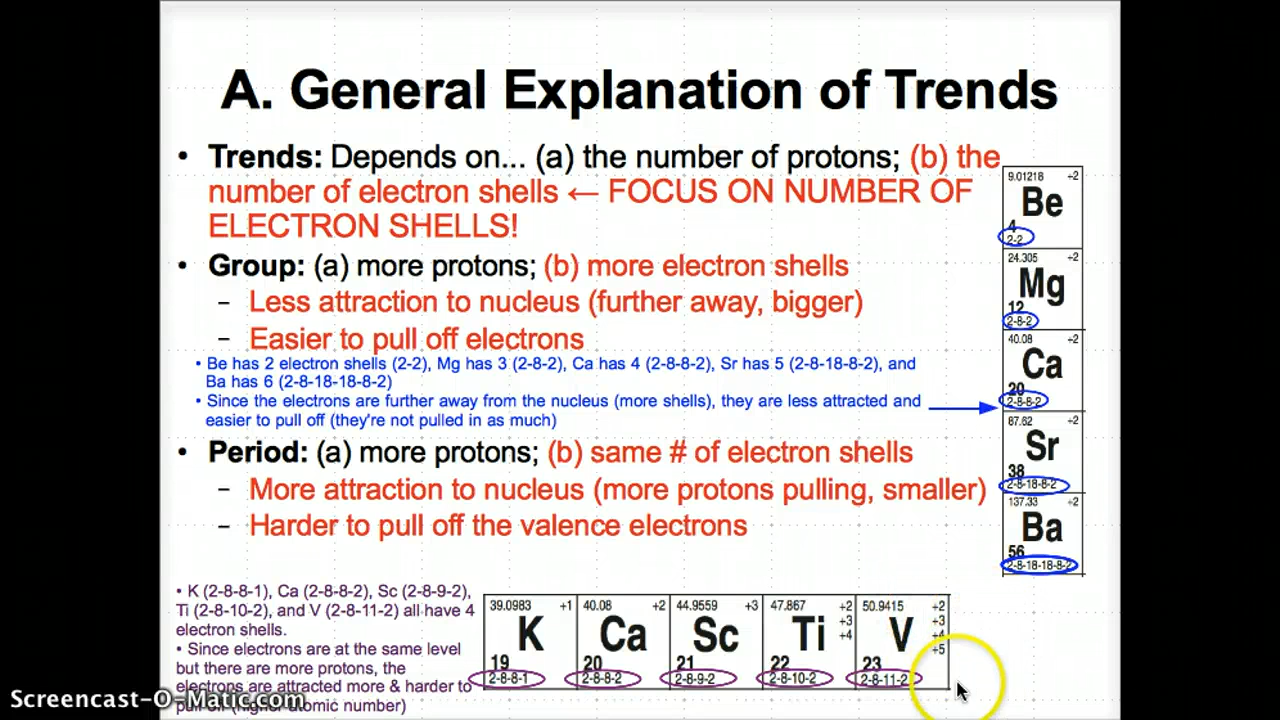 A. General Explanation of Trends
• Trends: Depends on... (a) the number of protons; (b) the
number of electron shells ← FOCUS ON NUMBER OF
ELECTRON SHELLS!
• Group: (a) more protons; (b) more electron shells
– Less attraction to nucleus (further away, bigger)
– Easier to pull off electrons
• Be has 2 electron shells (2-2), Mg has 3 (2-8-2), Ca has 4 (2-8-8-2), Sr has 5 (2-8-18-8-2), and
Ba has 6 (2-8-18-18-8-2)
• Since the electrons are further away from the nucleus (more shells), they are less attracted and
easier to pull off (they're not pulled in as much)
• Period: (a) more protons; (b) same # of electron shells
– More attraction to nucleus (more protons pulling, smaller)
– Harder to pull off the valence electrons
9.01218 +2
Be
4
2-2
24.305 +2
Mg
12
2-8-2
40.08 +2
Ca
20
2-8-8-2
87.62 +2
Sr
38
2-8-18-8-2
137.33 +2
Ba
56
2-8-18-18-8-2
• K (2-8-8-1), Ca (2-8-8-2), Sc (2-8-9-2),
Ti (2-8-10-2), and V (2-8-11-2) all have 4
electron shells.
• Since electrons are at the same level
but there are more protons, the
electrons are attracted more & harder to
pull off (higher atomic number)
39.0983 +1
K
19
2-8-8-1
40.08 +2
Ca
20
2-8-8-2
44.9559 +3
Sc
21
2-8-9-2
47.867 +2
+3
+4
Ti
22
2-8-10-2
50.9415 +2
+3
+4
+5
V
23
2-8-11-2
Screencast-O-Matic.com